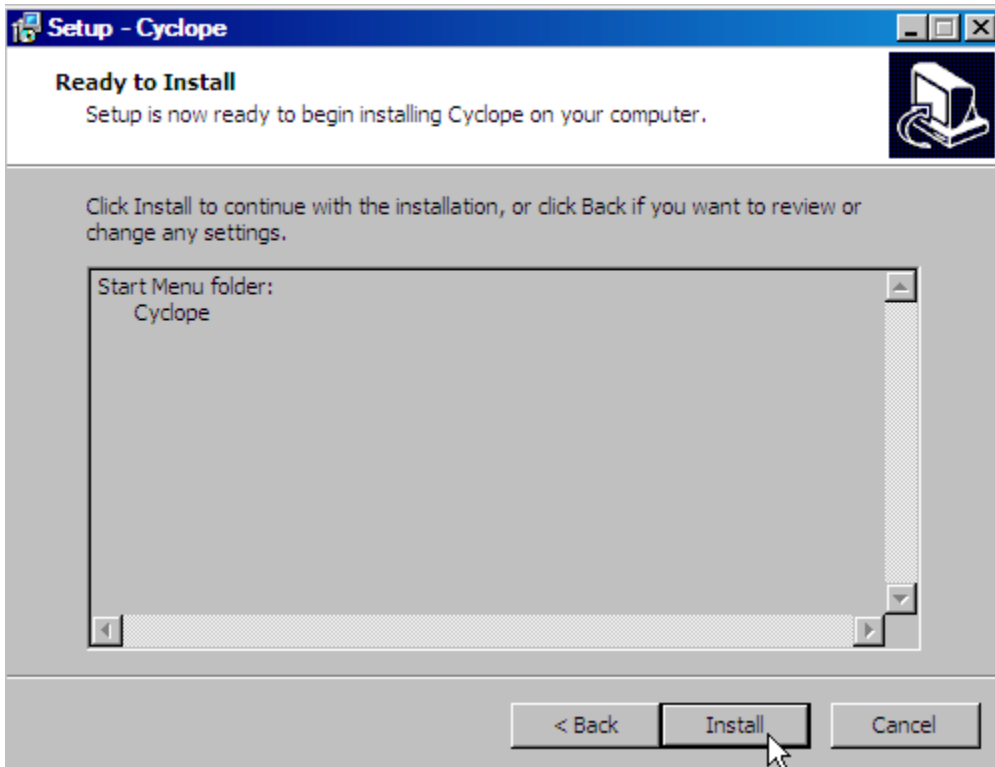 Setup - Cyclope
Ready to Install
Setup is now ready to begin installing Cyclope on your computer.
Click Install to continue with the installation, or click Back if you want to review or
change any settings.
Start Menu folder:
Cyclope
< Back
Install
Cancel